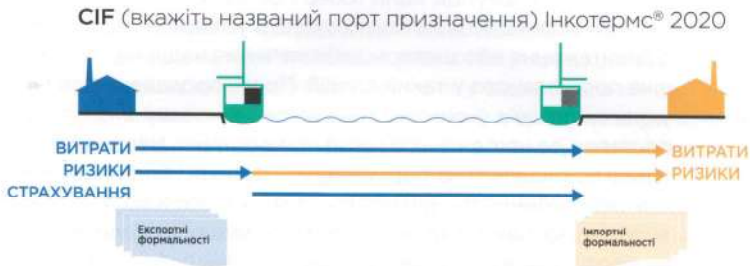 CIF (вкажіть названий порт призначення) Інкотермс® 2020
ВИТРАТИ ВИТРАТИ
РИЗИКИ РИЗИКИ
СТРАХУВАННЯ
Експортні
формальності
Імпортні
формальності